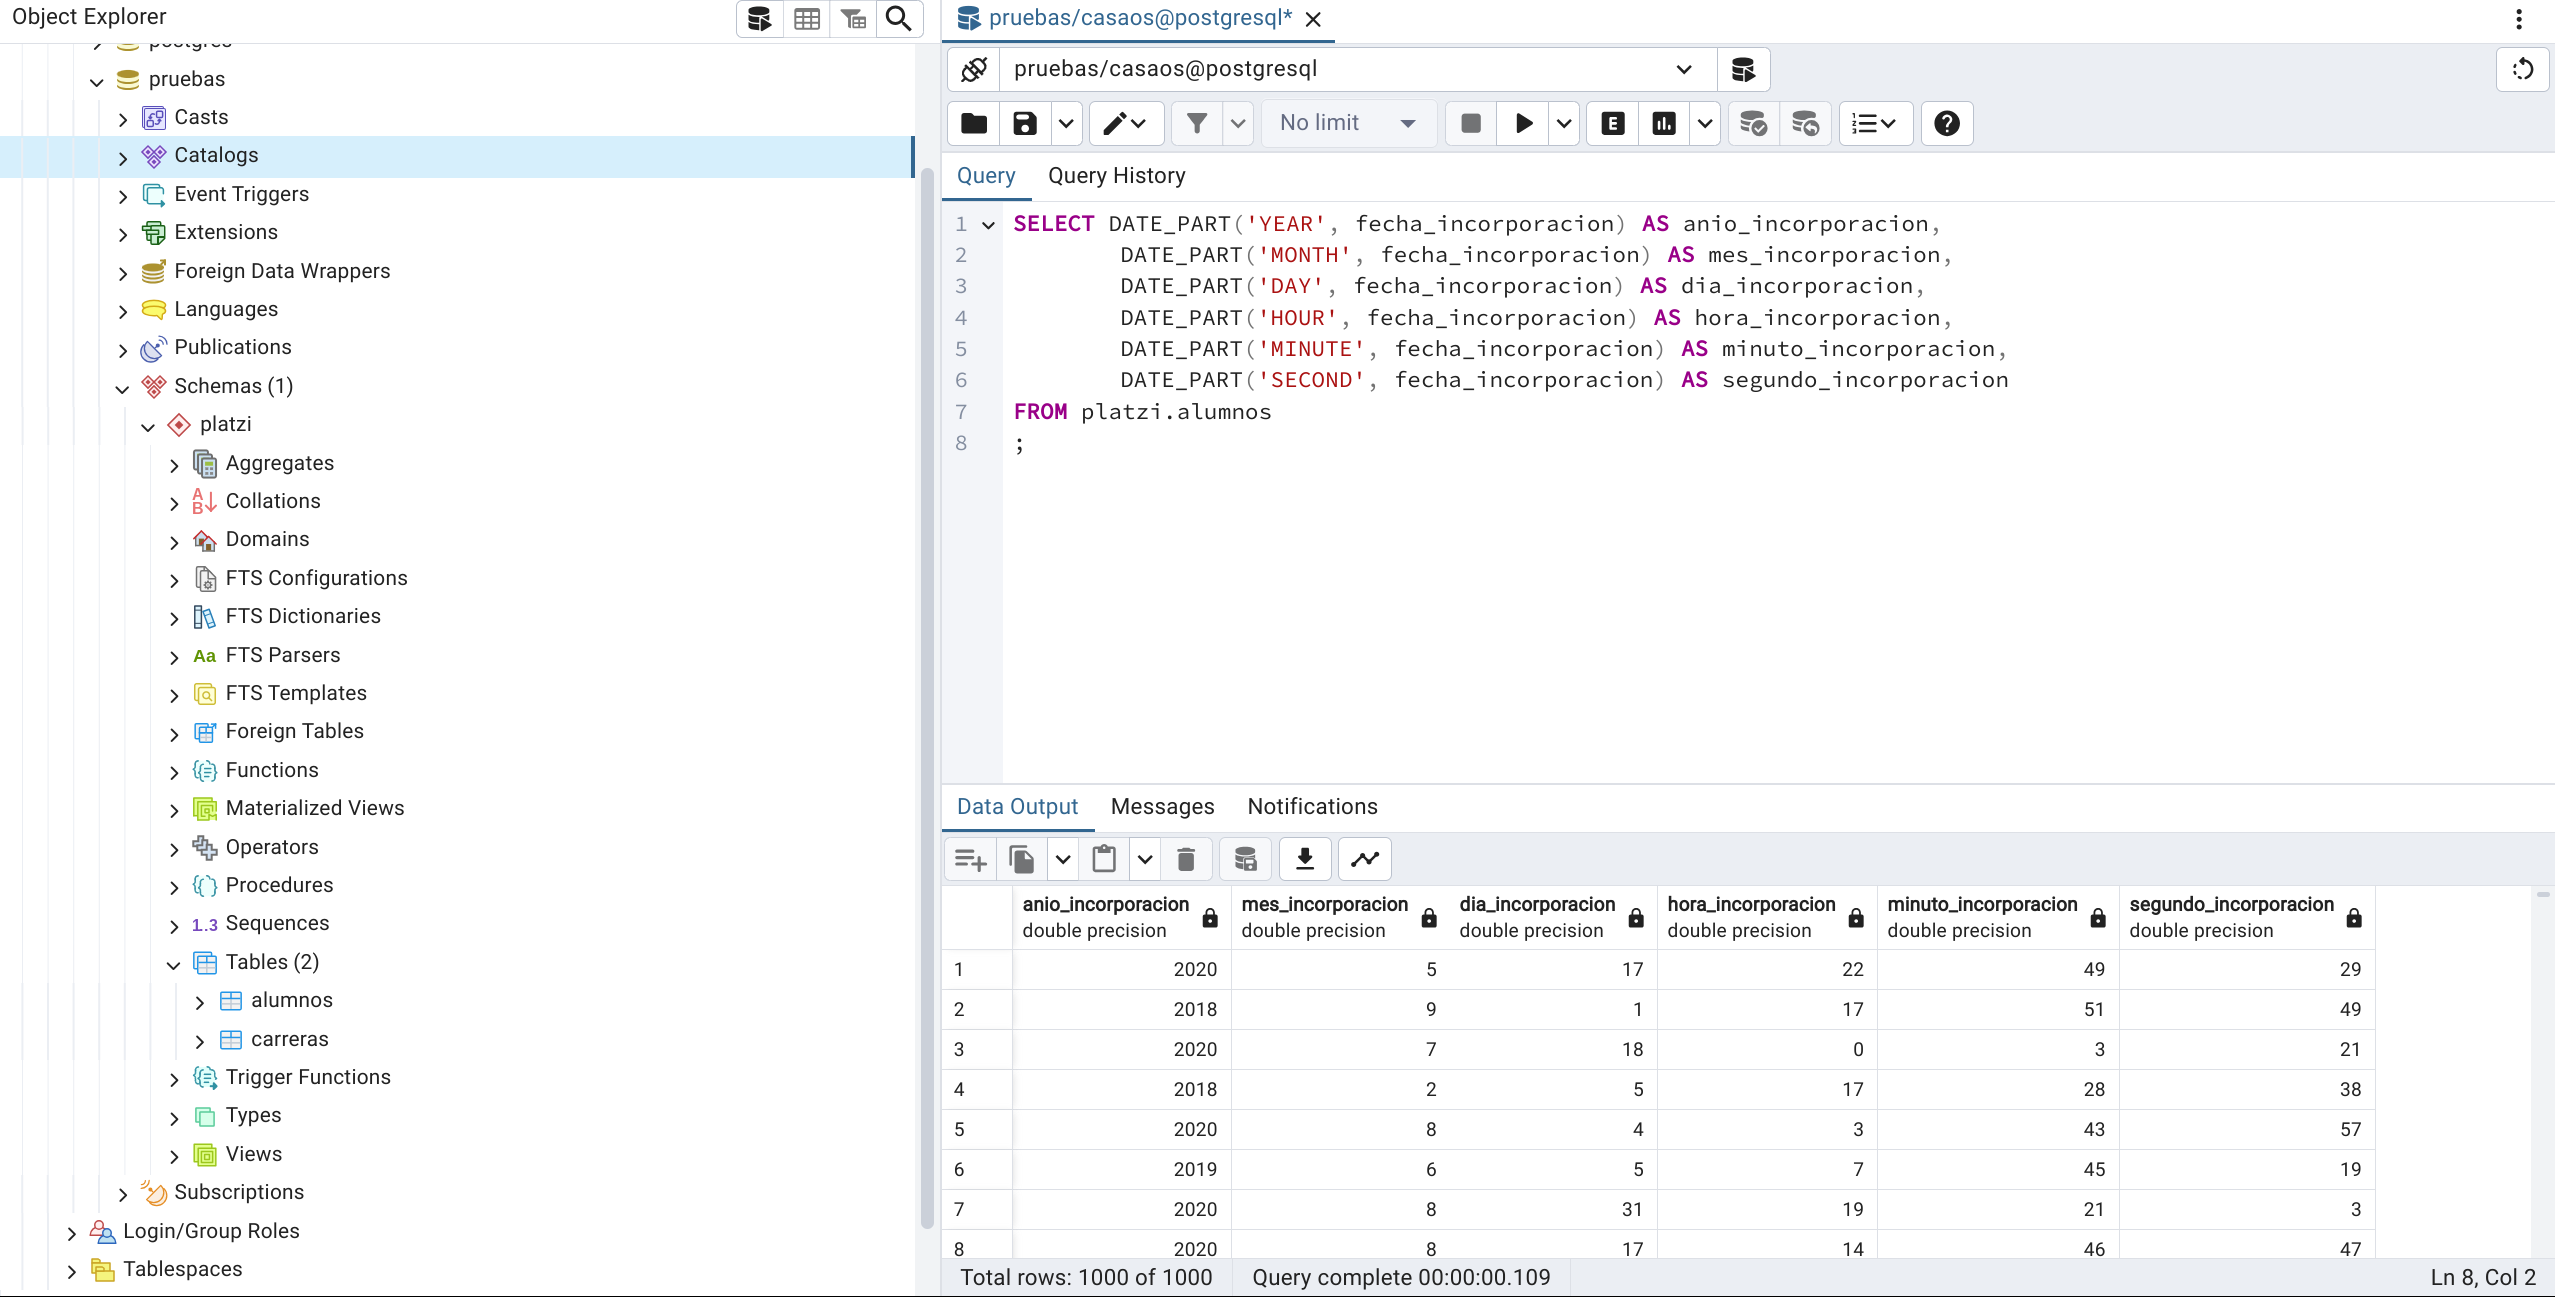 Object Explorer
postgres
pruebas
Casts
Catalogs
Event Triggers
Extensions
Foreign Data Wrappers
Languages
Publications
Schemas (1)
platzi
Aggregates
Collations
Domains
FTS Configurations
FTS Dictionaries
Aa FTS Parsers
FTS Templates
Foreign Tables
Functions
Materialized Views
Operators
Procedures
1..3 Sequences
Tables (2)
alumnos
carreras
Trigger Functions
Types
Views
Subscriptions
Login/Group Roles
Tablespaces
pruebas/casaos@postgresql*
pruebas/casaos@postgresql
No limit
E
Query Query History
1 SELECT DATE_PART('YEAR', fecha_incorporacion) AS anio_incorporacion,
2 DATE_PART('MONTH', fecha_incorporacion) AS mes_incorporacion,
3 DATE_PART('DAY', fecha_incorporacion) AS dia_incorporacion,
4 DATE_PART('HOUR', fecha_incorporacion) AS hora_incorporacion,
5 DATE_PART('MINUTE', fecha_incorporacion) AS minuto_incorporacion,
6 DATE_PART('SECOND', fecha_incorporacion) AS segundo_incorporacion
7 FROM platzi.alumnos
8 ;
Data Output Messages Notifications
anio_incorporacion mes_incorporacion dia_incorporacion hora_incorporacion minuto_incorporacion segundo_incorporacion
double precision double precision double precision double precision double precision double precision
1 2020 5 17 22 49 29
2 2018 9 1 17 51 49
3 2020 7 18 0 3 21
4 2018 2 5 17 28 38
5 2020 8 4 3 43 57
6 2019 6 5 7 45 19
7 2020 8 31 19 21 3
8 2020 8 17 14 46 47
Total rows: 1000 of 1000 Query complete 00:00:00.109 Ln 8, Col 2